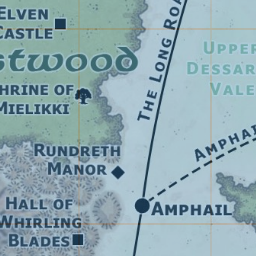 ELVEN
CASTLE
stwood
HRINE OF
MIELIKKI
THE LONG ROA
UPPER
DESSAR
VALE
RUNDRETH
MANOR
AMPHAI
HALL OF
WHIRLING
BLADES
AMPHAIL